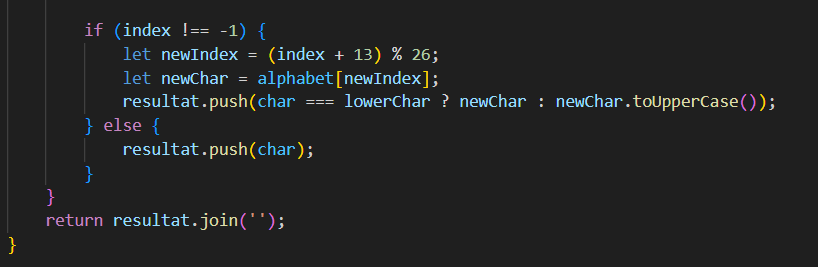 if (index !== -1) {
let newIndex = (index + 13) % 26;
let newChar = alphabet[newIndex];
resultat.push(char === lowerChar ? newChar : newChar.toUpperCase());
} else {
resultat.push(char);
}
}
return resultat.join('');
}